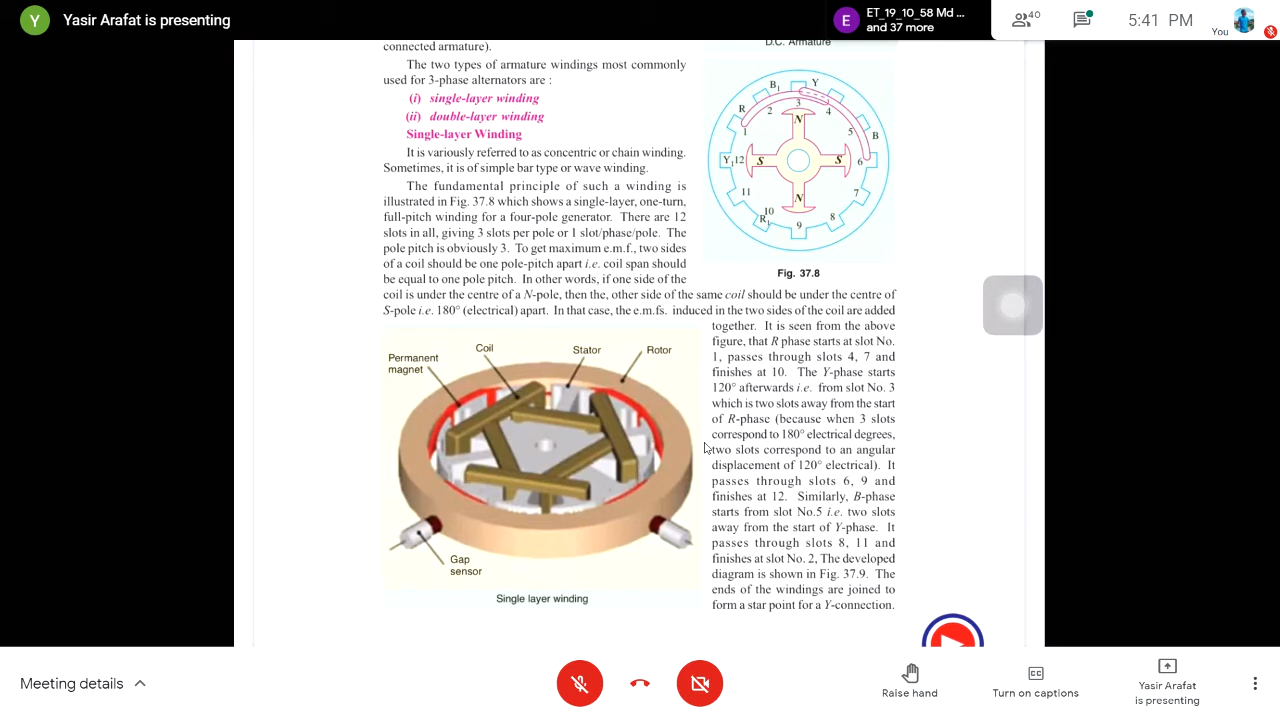 Y
Yasir Arafat is presenting
E
ET_19_10_58 Md ...
and 37 more
40
5:41 PM
You
connected armature).
The two types of armature windings most commonly
used for 3-phase alternators are :
(i) single-layer winding
(ii) double-layer winding
Single-layer Winding
It is variously referred to as concentric or chain winding.
Sometimes, it is of simple bar type or wave winding.
The fundamental principle of such a winding is
illustrated in Fig. 37.8 which shows a single-layer, one-turn,
full-pitch winding for a four-pole generator. There are 12
slots in all, giving 3 slots per pole or 1 slot/phase/pole. The
pole pitch is obviously 3. To get maximum e.m.f., two sides
of a coil should be one pole-pitch apart i.e. coil span should
be equal to one pole pitch. In other words, if one side of the
coil is under the centre of a N-pole, then the, other side of the same coil should be under the centre of
S-pole i.e. 180° (electrical) apart. In that case, the e.m.fs. induced in the two sides of the coil are added
together. It is seen from the above
figure, that R phase starts at slot No.
1, passes through slots 4, 7 and
finishes at 10. The Y-phase starts
120° afterwards i.e. from slot No. 3
which is two slots away from the start
of R-phase (because when 3 slots
correspond to 180° electrical degrees,
two slots correspond to an angular
displacement of 120° electrical). It
passes through slots 6, 9 and
finishes at 12. Similarly, B-phase
starts from slot No.5 i.e. two slots
away from the start of Y-phase. It
passes through slots 8, 11 and
finishes at slot No. 2, The developed
diagram is shown in Fig. 37.9. The
ends of the windings are joined to
form a star point for a Y-connection.
D.C. Armature
B₁ Y
R 2 3 4
1 N 5 B
Y₁ 12 S S 6
11 N 7
10 R₁ 9 8
Fig. 37.8
Permanent
magnet
Coil
Stator
Rotor
Gap
sensor
Single layer winding
Meeting details
Raise hand
CC
Turn on captions
Yasir Arafat
is presenting